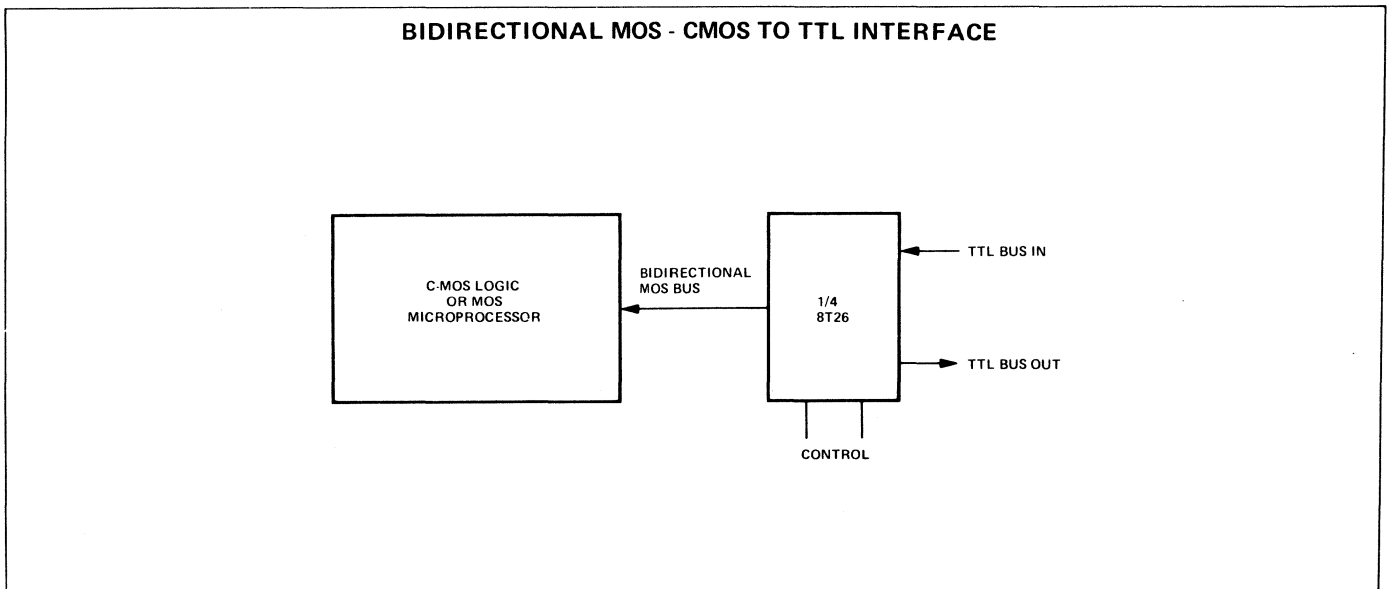 BIDIRECTIONAL MOS - CMOS TO TTL INTERFACE
C-MOS LOGIC
OR MOS
MICROPROCESSOR
BIDIRECTIONAL
MOS BUS
1/4
8T26
TTL BUS IN
TTL BUS OUT
CONTROL